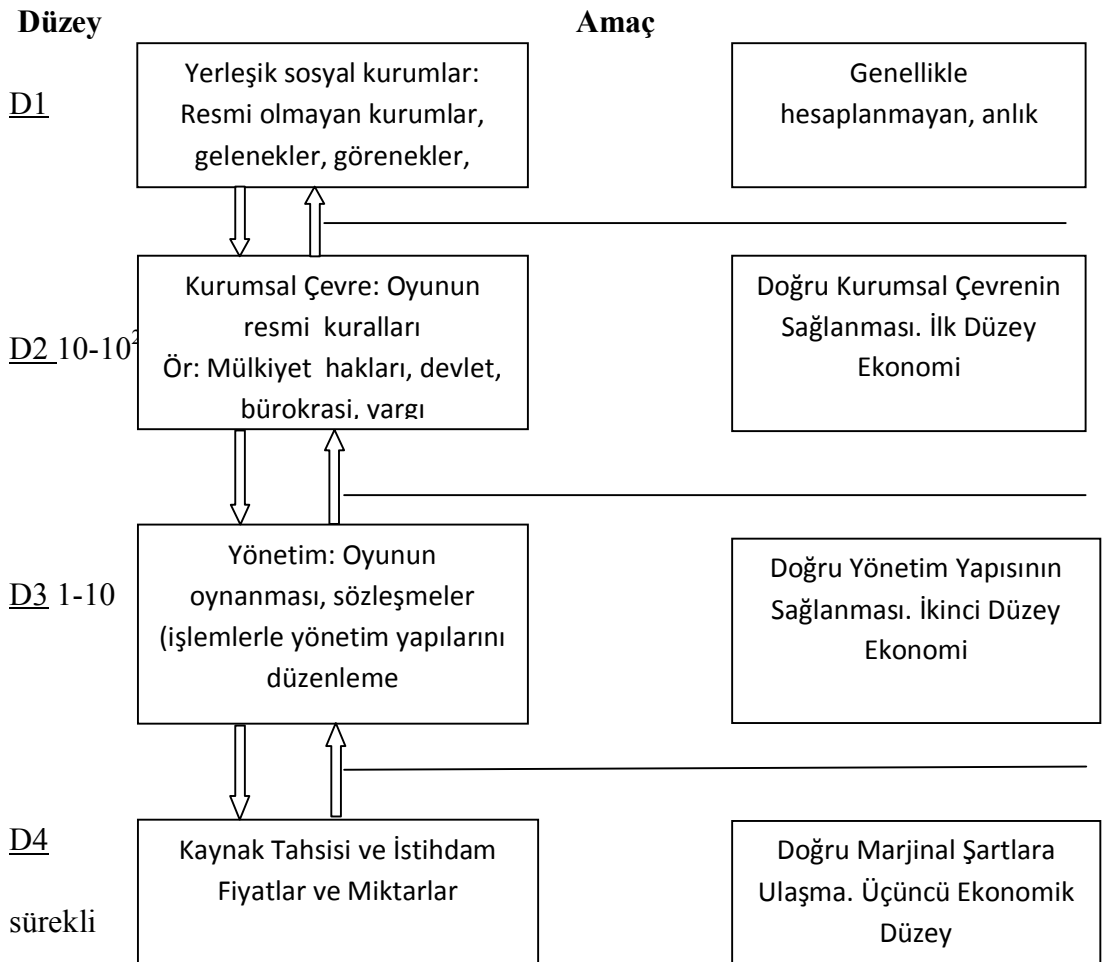 Düzey Amaç
D1
Yerleşik sosyal kurumlar:
Resmi olmayan kurumlar,
gelenekler, görenekler,
Genellikle
hesaplanmayan, anlık
D2 10-10²
Kurumsal Çevre: Oyunun
resmi kuralları
Ör: Mülkiyet hakları, devlet,
bürokrasi, yargı
Doğru Kurumsal Çevrenin
Sağlanması. İlk Düzey
Ekonomi
D3 1-10
Yönetim: Oyunun
oynanması, sözleşmeler
(işlemlerle yönetim yapılarını
düzenleme
Doğru Yönetim Yapısının
Sağlanması. İkinci Düzey
Ekonomi
D4
sürekli
Kaynak Tahsisi ve İstihdam
Fiyatlar ve Miktarlar
Doğru Marjinal Şartlara
Ulaşma. Üçüncü Ekonomik
Düzey